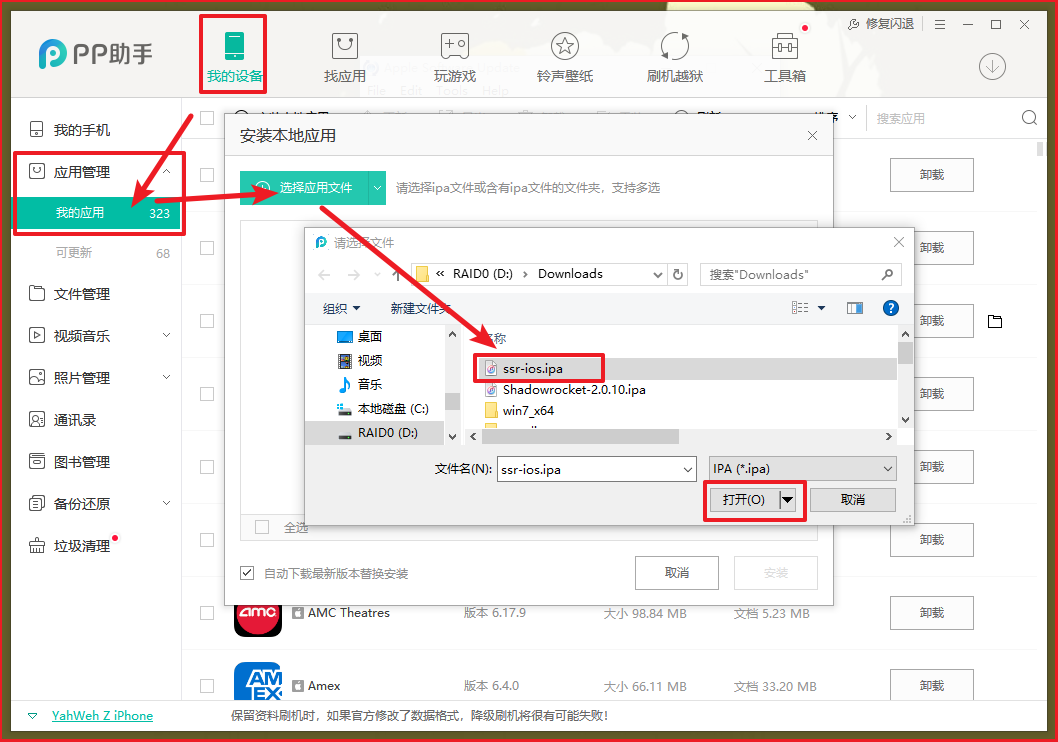 修复闪退
PP助手
我的设备
找应用
玩游戏
铃声壁纸
刷机越狱
工具箱
File Edit Tools Help
搜索应用
我的手机
应用管理
我的应用 323
可更新 68
文件管理
视频音乐
照片管理
通讯录
图书管理
备份还原
垃圾清理
安装本地应用
选择应用文件
请选择ipa文件或含有ipa文件的文件夹，支持多选
请选择文件
« RAID0 (D:) › Downloads
搜索"Downloads"
组织
新建文件夹
桌面
视频
音乐
本地磁盘 (C:)
RAID0 (D:)
名称
ssr-ios.ipa
Shadowrocket-2.0.10.ipa
win7_x64
文件名(N): ssr-ios.ipa
IPA (*.ipa)
打开(O)
取消
全选
自动下载最新版本替换安装
取消
安装
卸载
卸载
卸载
卸载
卸载
卸载
AMC
AMC Theatres 版本 6.17.9 大小 98.84 MB 文档 5.23 MB 卸载
AM
EX
Amex 版本 6.4.0 大小 66.11 MB 文档 33.20 MB 卸载
YahWeh Z iPhone
保留资料刷机时，如果官方修改了数据格式，降级刷机将很有可能失败！